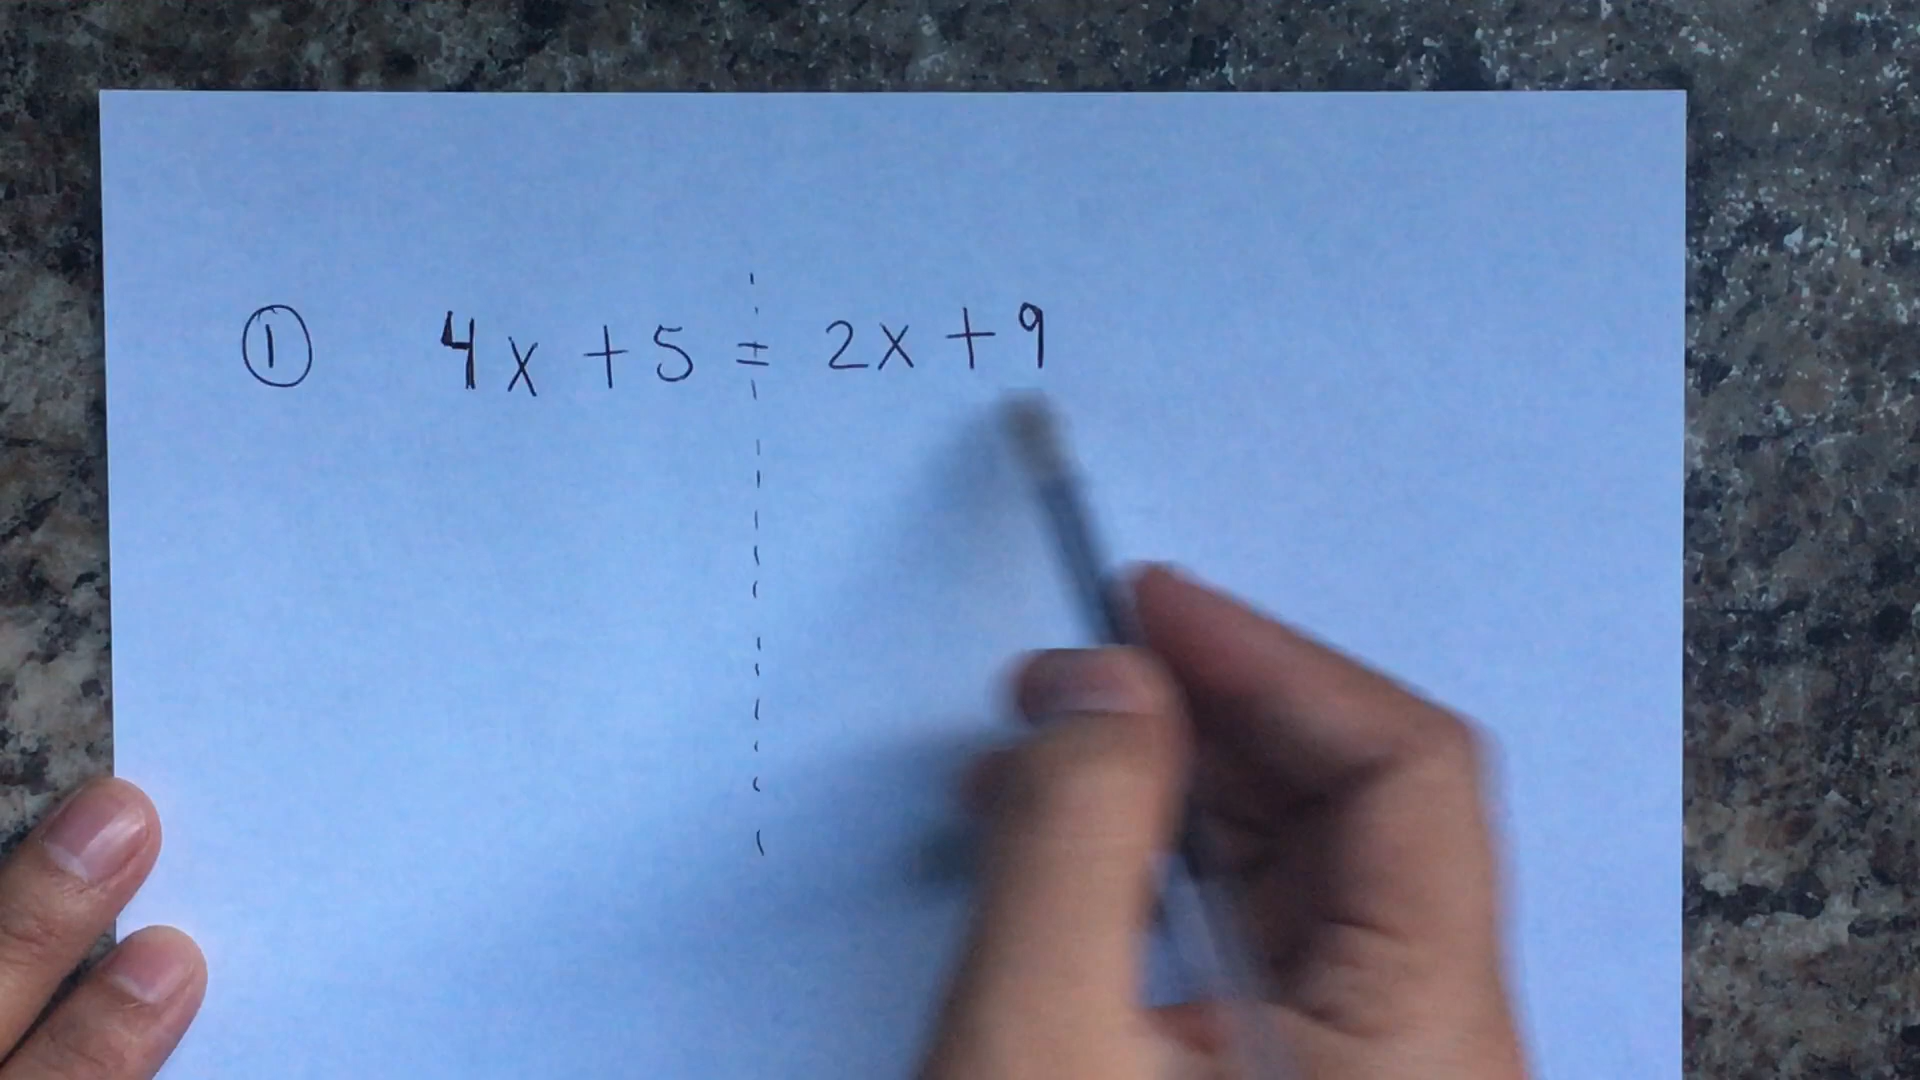 ① 4x + 5 = 2x + 9